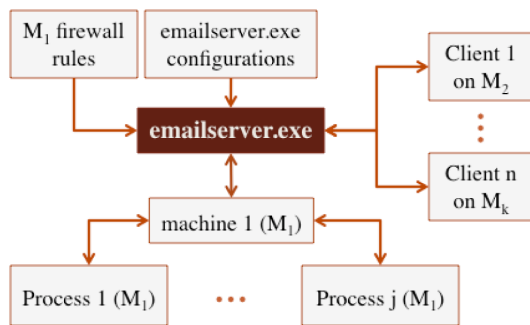 M₁ firewall
rules
emailserver.exe
configurations
Client 1
on M₂
emailserver.exe
Client n
on Mₖ
machine 1 (M₁)
Process 1 (M₁)
Process j (M₁)